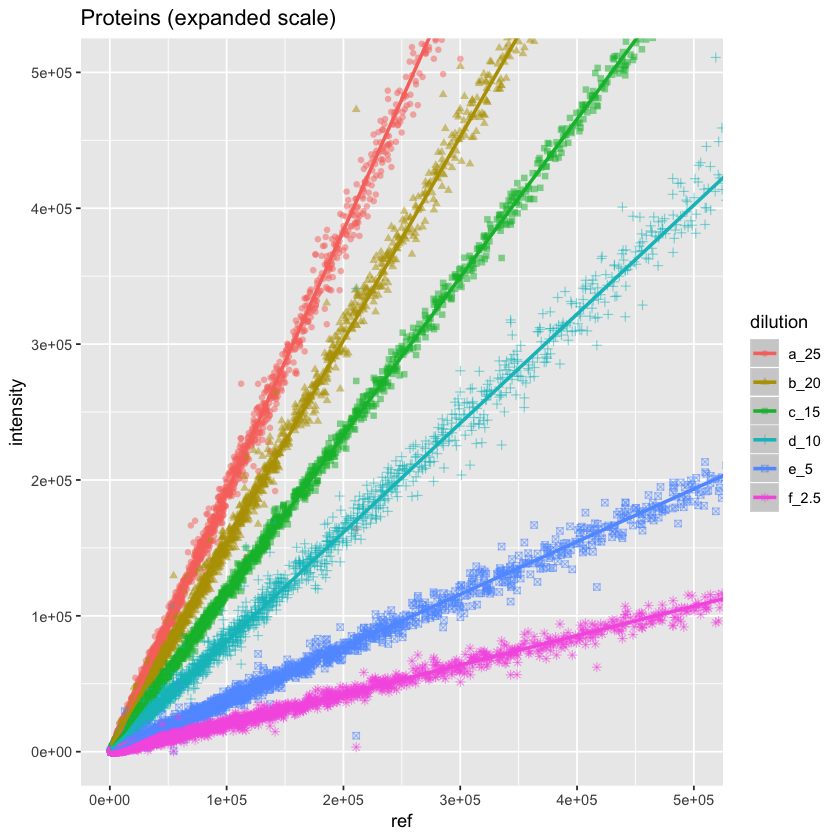 Proteins (expanded scale)
5e+05
4e+05
3e+05
2e+05
1e+05
0e+00
intensity
0e+00 1e+05 2e+05 3e+05 4e+05 5e+05
ref
dilution
a_25
b_20
c_15
d_10
e_5
f_2.5